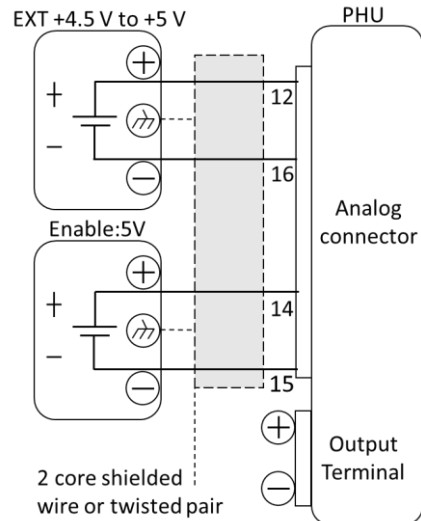 EXT +4.5 V to +5 V
PHU
+
+
12
−
16
−
Analog
connector
Enable:5V
+
+
14
−
15
−
+
Output
Terminal
−
2 core shielded
wire or twisted pair